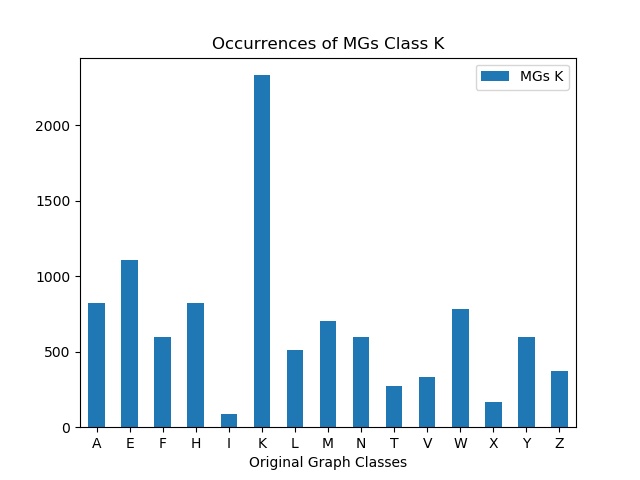 Occurrences of MGs Class K
MGs K
2000
1500
1000
500
0
A E F H I K L M N T V W X Y Z
Original Graph Classes